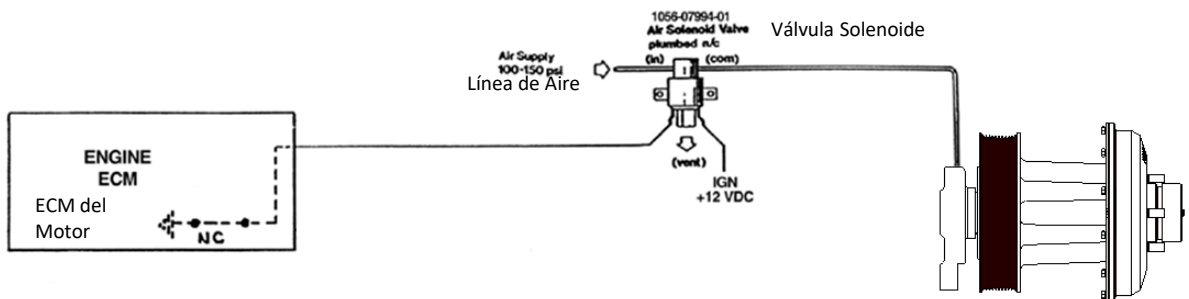 1056-07994-01
Air Solenoid Valve
plumbed n/c
(in) (com)
Válvula Solenoide
Air Supply
100-150 psi
Línea de Aire
(vent)
IGN
+12 VDC
ENGINE
ECM
ECM del
Motor
NC